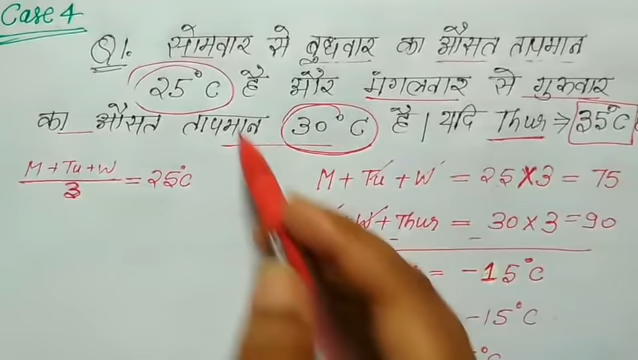 Case 4
Q1. सोमवार से बुधवार का औसत तापमान
25°C है और मंगलवार से गुरुवार
का औसत तापमान 30°C है | यदि Thur → 35°C
M + Tu + W / 3 = 25°C
M + Tu + W = 25 × 3 = 75
W + Thur = 30 × 3 = 90
= -15°C
-15°C
°C